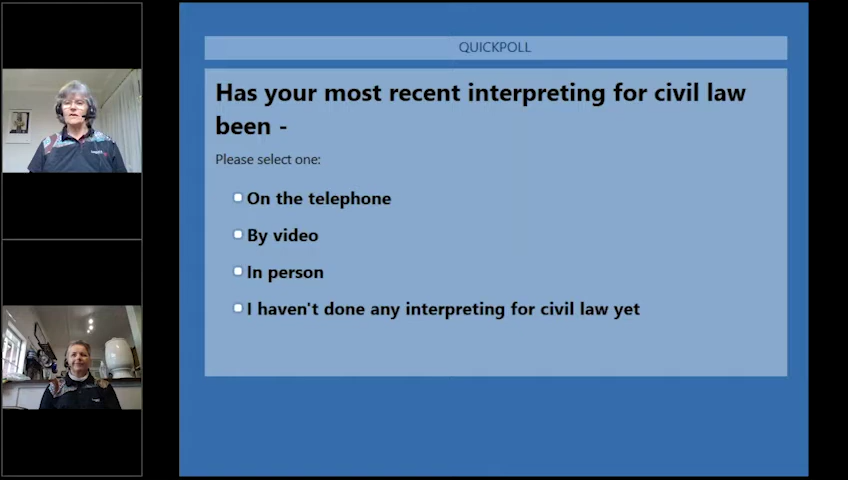 QUICKPOLL
Has your most recent interpreting for civil law
been -
Please select one:
On the telephone
By video
In person
I haven't done any interpreting for civil law yet